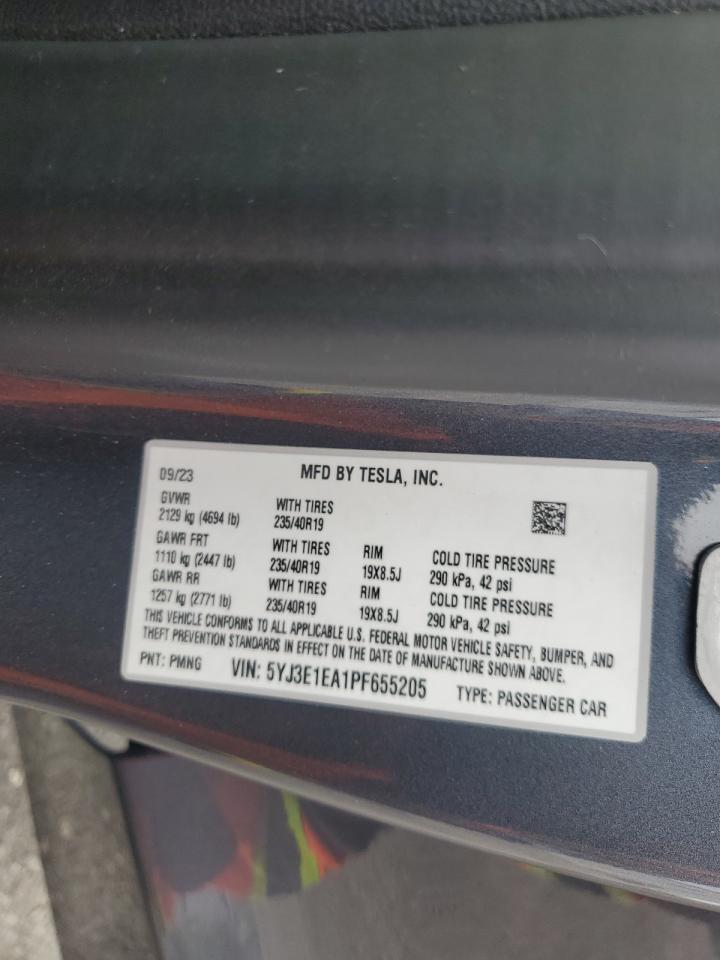 09/23 MFD BY TESLA, INC.
GVWR
2129 kg (4694 lb) WITH TIRES 235/40R19
GAWR FRT
1110 kg (2447 lb) WITH TIRES 235/40R19 RIM 19X8.5J COLD TIRE PRESSURE 290 kPa, 42 psi
GAWR RR
1257 kg (2771 lb) WITH TIRES 235/40R19 RIM 19X8.5J COLD TIRE PRESSURE 290 kPa, 42 psi
THIS VEHICLE CONFORMS TO ALL APPLICABLE U.S. FEDERAL MOTOR VEHICLE SAFETY, BUMPER, AND
THEFT PREVENTION STANDARDS IN EFFECT ON THE DATE OF MANUFACTURE SHOWN ABOVE.
PNT: PMNG VIN: 5YJ3E1EA1PF655205 TYPE: PASSENGER CAR